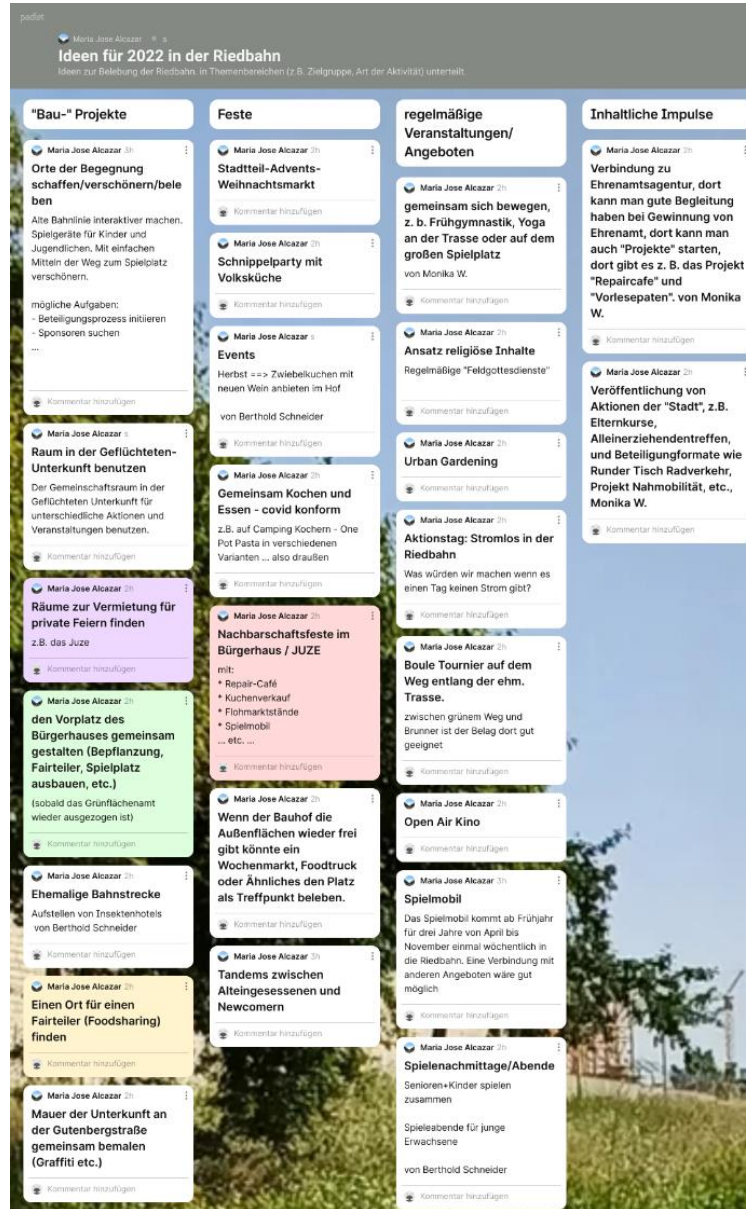 padlet
Maria Jose Alcazar s
Ideen für 2022 in der Riedbahn
Ideen zur Belebung der Riedbahn. in Themenbereichen (z.B. Zielgruppe, Art der Aktivität) unterteilt.
"Bau-" Projekte
Maria Jose Alcazar 3h
Orte der Begegnung
schaffen/verschönern/bele
ben
Alte Bahnlinie interaktiver machen.
Spielgeräte für Kinder und
Jugendlichen. Mit einfachen
Mitteln der Weg zum Spielplatz
verschönern.
mögliche Aufgaben:
- Beteiligungsprozess initiieren
- Sponsoren suchen
...
Kommentar hinzufügen
Maria Jose Alcazar s
Raum in der Geflüchteten-
Unterkunft benutzen
Der Gemeinschaftsraum in der
Geflüchteten Unterkunft für
unterschiedliche Aktionen und
Veranstaltungen benutzen.
Kommentar hinzufügen
Maria Jose Alcazar 2h
Räume zur Vermietung für
private Feiern finden
z.B. das Juze
Kommentar hinzufügen
Maria Jose Alcazar 2h
den Vorplatz des
Bürgerhauses gemeinsam
gestalten (Bepflanzung,
Fairteiler, Spielplatz
ausbauen, etc.)
(sobald das Grünflächenamt
wieder ausgezogen ist)
Kommentar hinzufügen
Maria Jose Alcazar 2h
Ehemalige Bahnstrecke
Aufstellen von Insektenhotels
von Berthold Schneider
Kommentar hinzufügen
Maria Jose Alcazar 2h
Einen Ort für einen
Fairteiler (Foodsharing)
finden
Kommentar hinzufügen
Maria Jose Alcazar 2h
Mauer der Unterkunft an
der Gutenbergstraße
gemeinsam bemalen
(Graffiti etc.)
Kommentar hinzufügen
Feste
Maria Jose Alcazar 2h
Stadtteil-Advents-
Weihnachtsmarkt
Kommentar hinzufügen
Maria Jose Alcazar 2h
Schnippelparty mit
Volksküche
Kommentar hinzufügen
Maria Jose Alcazar s
Events
Herbst ==> Zwiebelkuchen mit
neuen Wein anbieten im Hof
von Berthold Schneider
Kommentar hinzufügen
Maria Jose Alcazar 2h
Gemeinsam Kochen und
Essen - covid konform
z.B. auf Camping Kochern - One
Pot Pasta in verschiedenen
Varianten ... also draußen
Kommentar hinzufügen
Maria Jose Alcazar 2h
Nachbarschaftsfeste im
Bürgerhaus / JUZE
mit:
* Repair-Café
* Kuchenverkauf
* Flohmarktstände
* Spielmobil
... etc. ...
Kommentar hinzufügen
Maria Jose Alcazar 2h
Wenn der Bauhof die
Außenflächen wieder frei
gibt könnte ein
Wochenmarkt, Foodtruck
oder Ähnliches den Platz
als Treffpunkt beleben.
Kommentar hinzufügen
Maria Jose Alcazar 3h
Tandems zwischen
Alteingesessenen und
Newcomern
Kommentar hinzufügen
regelmäßige
Veranstaltungen/
Angeboten
Maria Jose Alcazar 2h
gemeinsam sich bewegen,
z. b. Frühgymnastik, Yoga
an der Trasse oder auf dem
großen Spielplatz
von Monika W.
Kommentar hinzufügen
Maria Jose Alcazar 2h
Ansatz religiöse Inhalte
Regelmäßige "Feldgottesdienste"
Kommentar hinzufügen
Maria Jose Alcazar 2h
Urban Gardening
Kommentar hinzufügen
Maria Jose Alcazar 2h
Aktionstag: Stromlos in der
Riedbahn
Was würden wir machen wenn es
einen Tag keinen Strom gibt?
Kommentar hinzufügen
Maria Jose Alcazar 2h
Boule Tournier auf dem
Weg entlang der ehm.
Trasse.
zwischen grünem Weg und
Brunner ist der Belag dort gut
geeignet
Kommentar hinzufügen
Maria Jose Alcazar 2h
Open Air Kino
Kommentar hinzufügen
Maria Jose Alcazar 3h
Spielmobil
Das Spielmobil kommt ab Frühjahr
für drei Jahre von April bis
November einmal wöchentlich in
die Riedbahn. Eine Verbindung mit
anderen Angeboten wäre gut
möglich
Kommentar hinzufügen
Maria Jose Alcazar 2h
Spielenachmittage/Abende
Senioren+Kinder spielen
zusammen
Spieleabende für junge
Erwachsene
von Berthold Schneider
Kommentar hinzufügen
Inhaltliche Impulse
Maria Jose Alcazar 2h
Verbindung zu
Ehrenamtsagentur, dort
kann man gute Begleitung
haben bei Gewinnung von
Ehrenamt, dort kann man
auch "Projekte" starten,
dort gibt es z. B. das Projekt
"Repaircafe" und
"Vorlesepaten". von Monika
W.
Kommentar hinzufügen
Maria Jose Alcazar 2h
Veröffentlichung von
Aktionen der "Stadt", z.B.
Elternkurse,
Alleinerziehendentreffen,
und Beteiligungformate wie
Runder Tisch Radverkehr,
Projekt Nahmobilität, etc.,
Monika W.
Kommentar hinzufügen